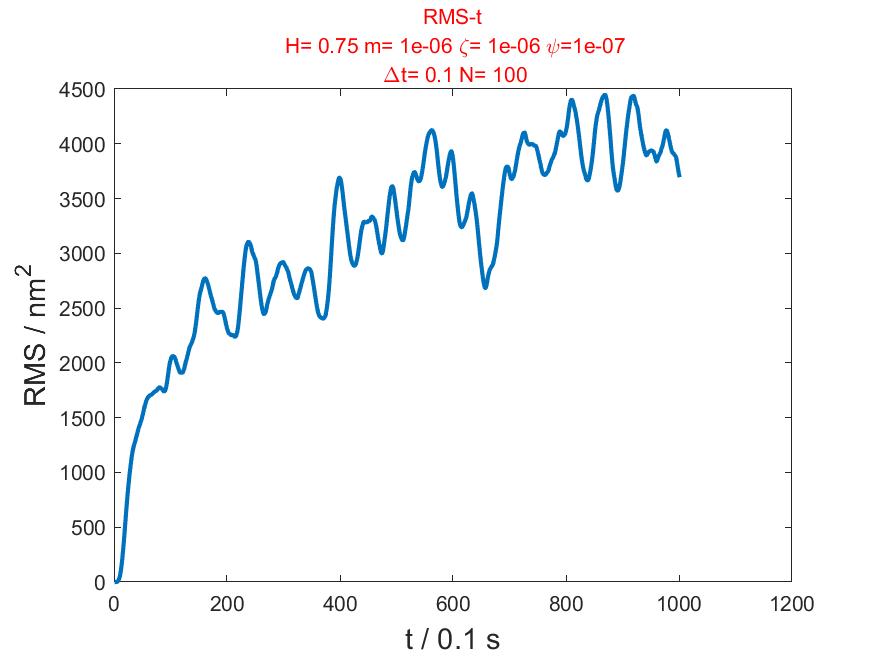 RMS-t
H= 0.75 m= 1e-06 ζ= 1e-06 ψ=1e-07
Δt= 0.1 N= 100
4500
4000
3500
3000
2500
2000
1500
1000
500
0
RMS / nm²
0 200 400 600 800 1000 1200
t / 0.1 s